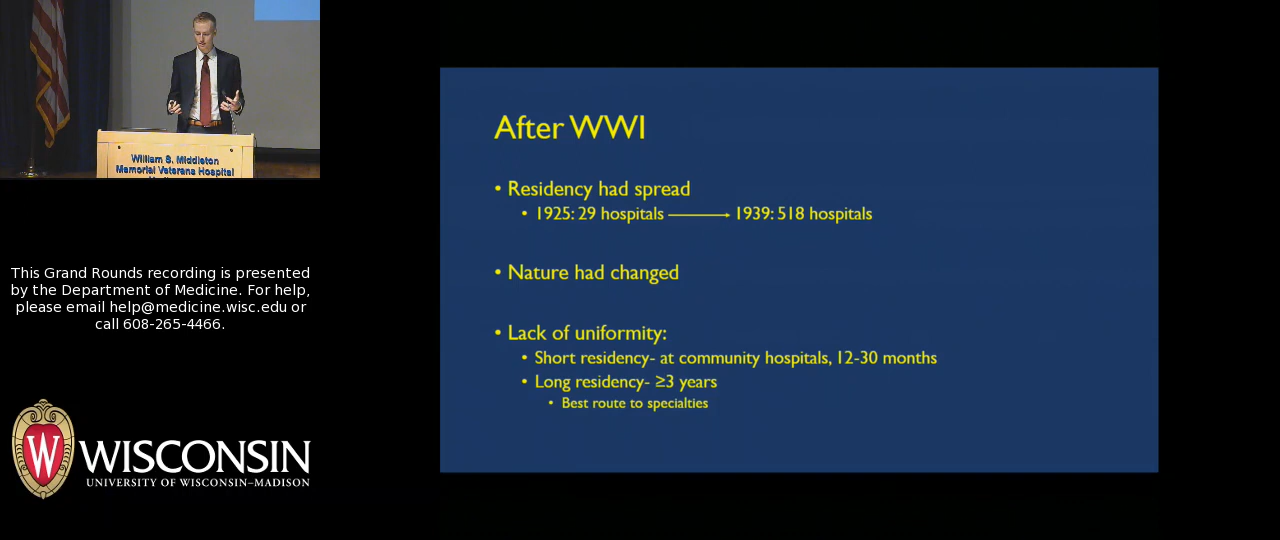 William S. Middleton
Memorial Veterans Hospital
After WWI
• Residency had spread
• 1925: 29 hospitals → 1939: 518 hospitals
• Nature had changed
• Lack of uniformity:
• Short residency- at community hospitals, 12-30 months
• Long residency- ≥3 years
• Best route to specialties
This Grand Rounds recording is presented
by the Department of Medicine. For help,
please email help@medicine.wisc.edu or
call 608-265-4466.
W
WISCONSIN
UNIVERSITY OF WISCONSIN–MADISON